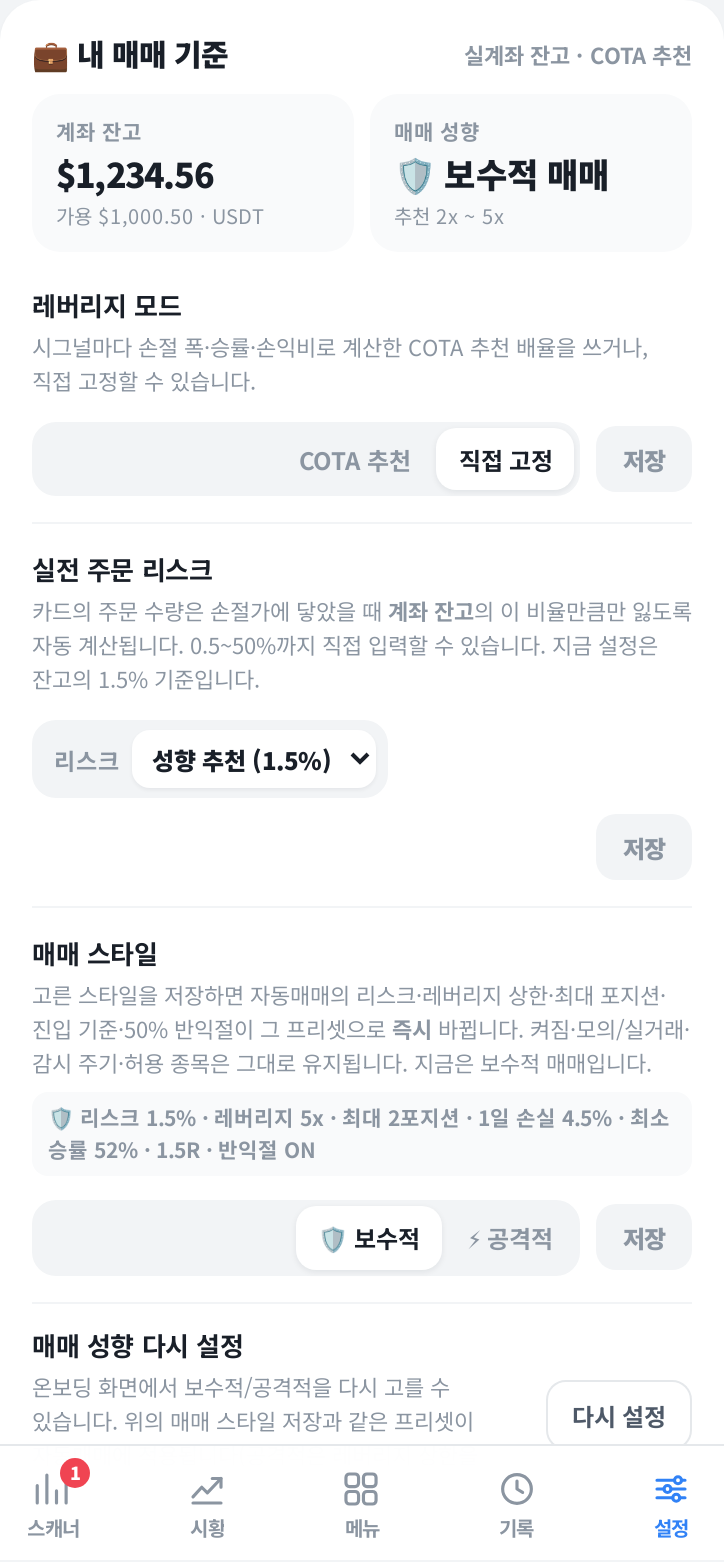 내 매매 기준
실계좌 잔고 · COTA 추천
계좌 잔고
$1,234.56
가용 $1,000.50 · USDT
매매 성향
보수적 매매
추천 2x ~ 5x
레버리지 모드
시그널마다 손절 폭·승률·손익비로 계산한 COTA 추천 배율을 쓰거나,
직접 고정할 수 있습니다.
COTA 추천
직접 고정
저장
실전 주문 리스크
카드의 주문 수량은 손절가에 닿았을 때 계좌 잔고의 이 비율만큼만 잃도록
자동 계산됩니다. 0.5~50%까지 직접 입력할 수 있습니다. 지금 설정은
잔고의 1.5% 기준입니다.
리스크
성향 추천 (1.5%)
저장
매매 스타일
고른 스타일을 저장하면 자동매매의 리스크·레버리지 상한·최대 포지션·
진입 기준·50% 반익절이 그 프리셋으로 즉시 바뀝니다. 켜짐·모의/실거래·
감시 주기·허용 종목은 그대로 유지됩니다. 지금은 보수적 매매입니다.
🛡️ 리스크 1.5% · 레버리지 5x · 최대 2포지션 · 1일 손실 4.5% · 최소
승률 52% · 1.5R · 반익절 ON
🛡️ 보수적
⚡ 공격적
저장
매매 성향 다시 설정
온보딩 화면에서 보수적/공격적을 다시 고를 수
있습니다. 위의 매매 스타일 저장과 같은 프리셋이
다시 설정
1
스캐너
시황
메뉴
기록
설정